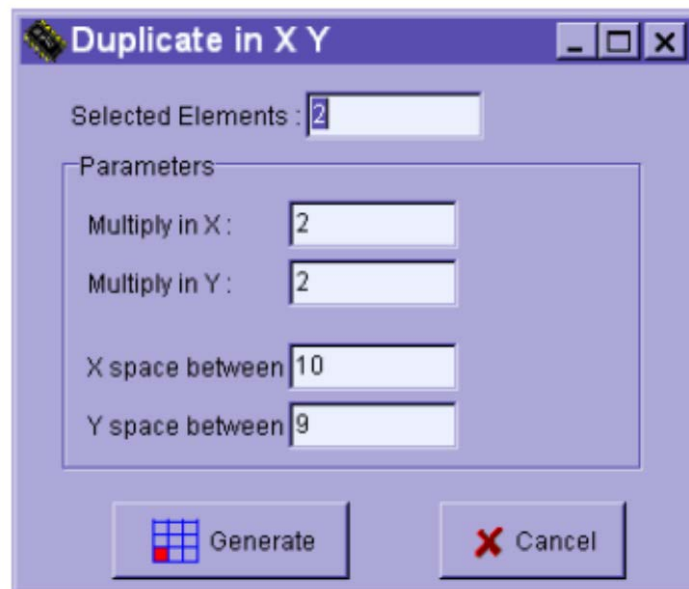 Duplicate in X Y
Selected Elements : 2
Parameters
Multiply in X : 2
Multiply in Y : 2
X space between 10
Y space between 9
Generate Cancel